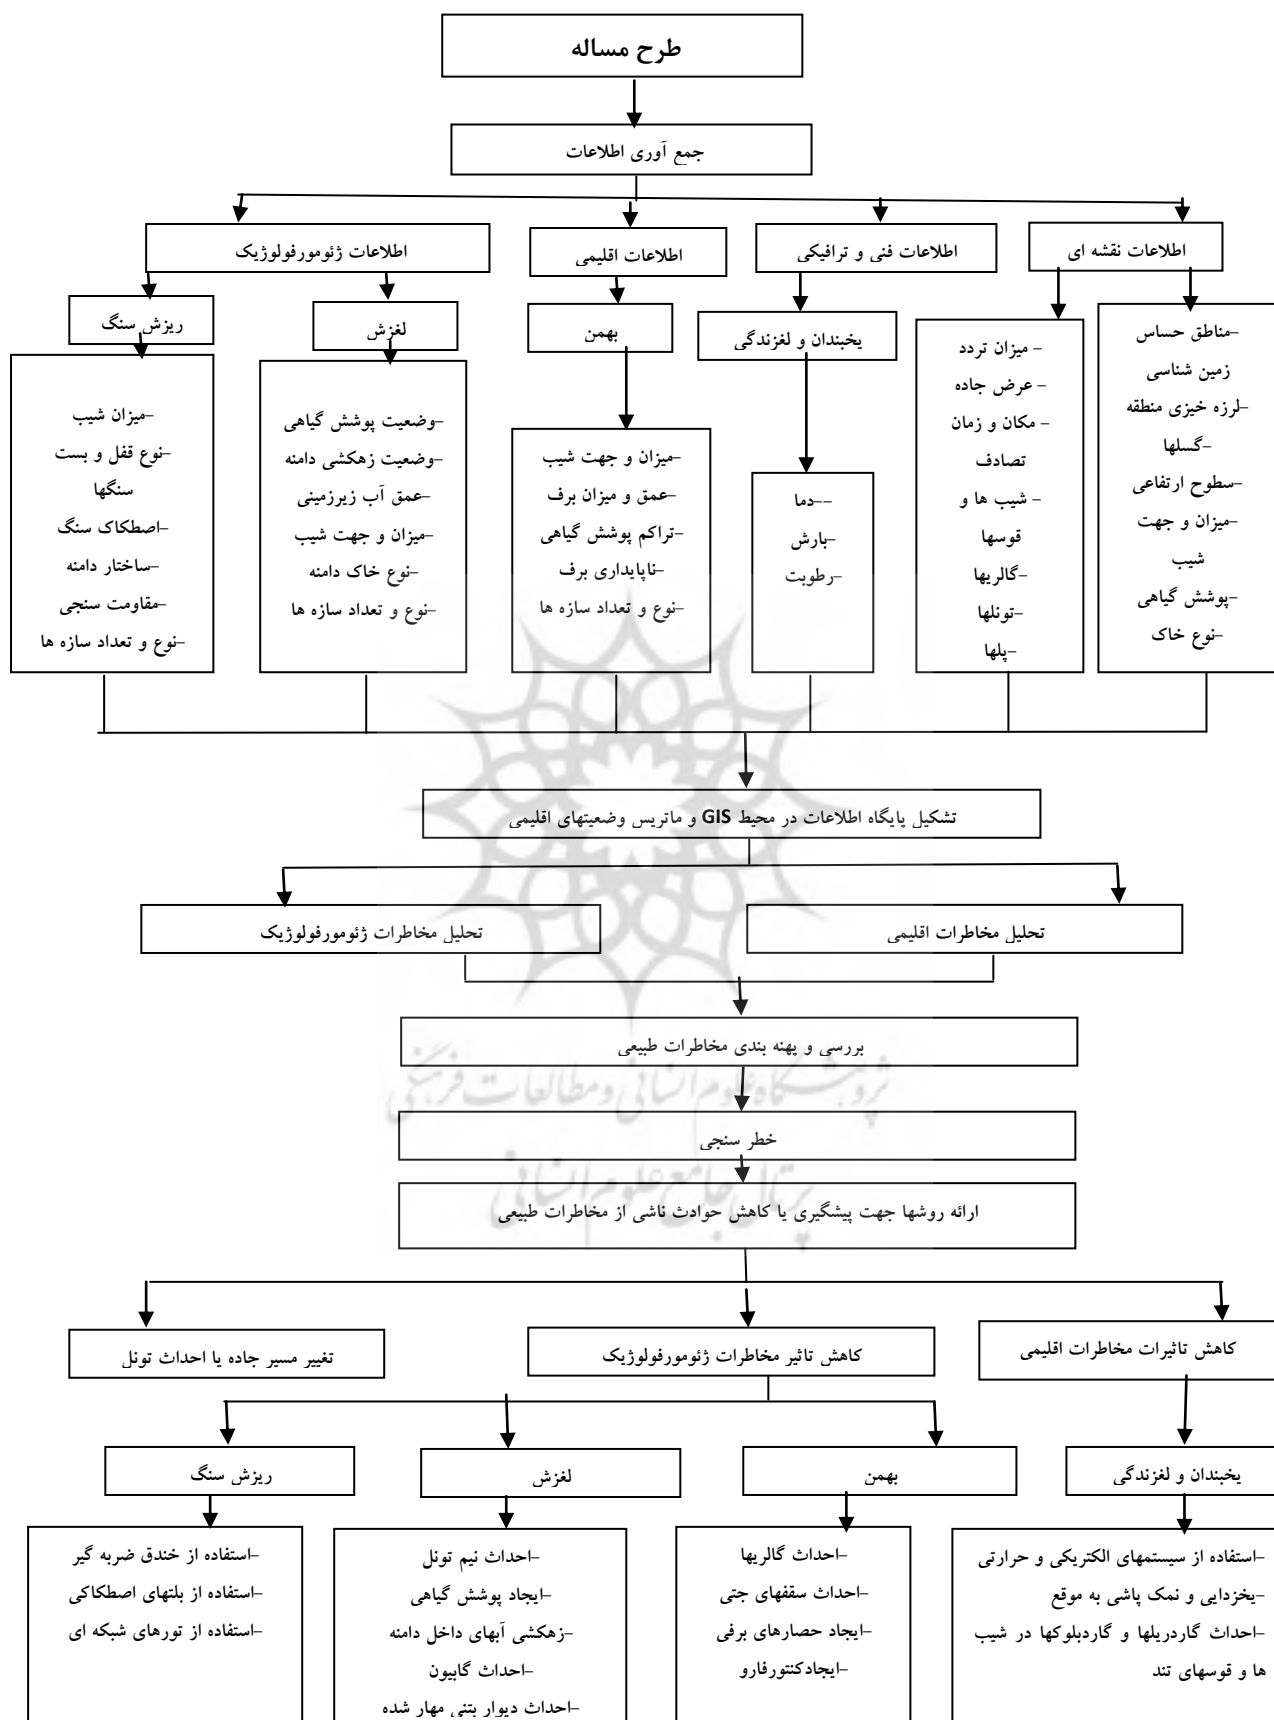 طرح مساله
جمع آوری اطلاعات
اطلاعات نقشه ای
اطلاعات فنی و ترافیکی
اطلاعات اقلیمی
اطلاعات ژئومورفولوژیک
یخبندان و لغزندگی
بهمن
لغزش
ریزش سنگ
-مناطق حساس
زمین شناسی
-لرزه خیزی منطقه
-گسلها
-سطوح ارتفاعی
-میزان و جهت
شیب
-پوشش گیاهی
-نوع خاک
- میزان تردد
- عرض جاده
- مکان و زمان
تصادف
- شیب ها و
قوسها
-گالریها
-تونلها
-پلها
--دما
-بارش
-رطوبت
-میزان و جهت شیب
-عمق و میزان برف
-تراکم پوشش گیاهی
-ناپایداری برف
-نوع و تعداد سازه ها
-وضعیت پوشش گیاهی
-وضعیت زهکشی دامنه
-عمق آب زیرزمینی
-میزان و جهت شیب
-نوع خاک دامنه
-نوع و تعداد سازه ها
-میزان شیب
-نوع قفل و بست
سنگها
-اصطکاک سنگ
-ساختار دامنه
-مقاومت سنجی
-نوع و تعداد سازه ها
تشکیل پایگاه اطلاعات در محیط GIS و ماتریس وضعیتهای اقلیمی
تحلیل مخاطرات اقلیمی
تحلیل مخاطرات ژئومورفولوژیک
بررسی و پهنه بندی مخاطرات طبیعی
پژوهشگاه علوم انسانی و مطالعات فرهنگی
خطر سنجی
پرتال جامع علوم انسانی
ارائه روشها جهت پیشگیری یا کاهش حوادث ناشی از مخاطرات طبیعی
کاهش تاثیرات مخاطرات اقلیمی
کاهش تاثیر مخاطرات ژئومورفولوژیک
تغییر مسیر جاده یا احداث تونل
یخبندان و لغزندگی
بهمن
لغزش
ریزش سنگ
-استفاده از سیستمهای الکتریکی و حرارتی
-یخزدایی و نمک پاشی به موقع
-احداث گاردریلها و گاردبلوکها در شیب
ها و قوسهای تند
-احداث گالریها
-احداث سقفهای جتی
-ایجاد حصارهای برفی
-ایجادکنتورفارو
-احداث نیم تونل
-ایجاد پوشش گیاهی
-زهکشی آبهای داخل دامنه
-احداث گابیون
-احداث دیوار بتنی مهار شده
-استفاده از خندق ضربه گیر
-استفاده از بلتهای اصطکاکی
-استفاده از تورهای شبکه ای